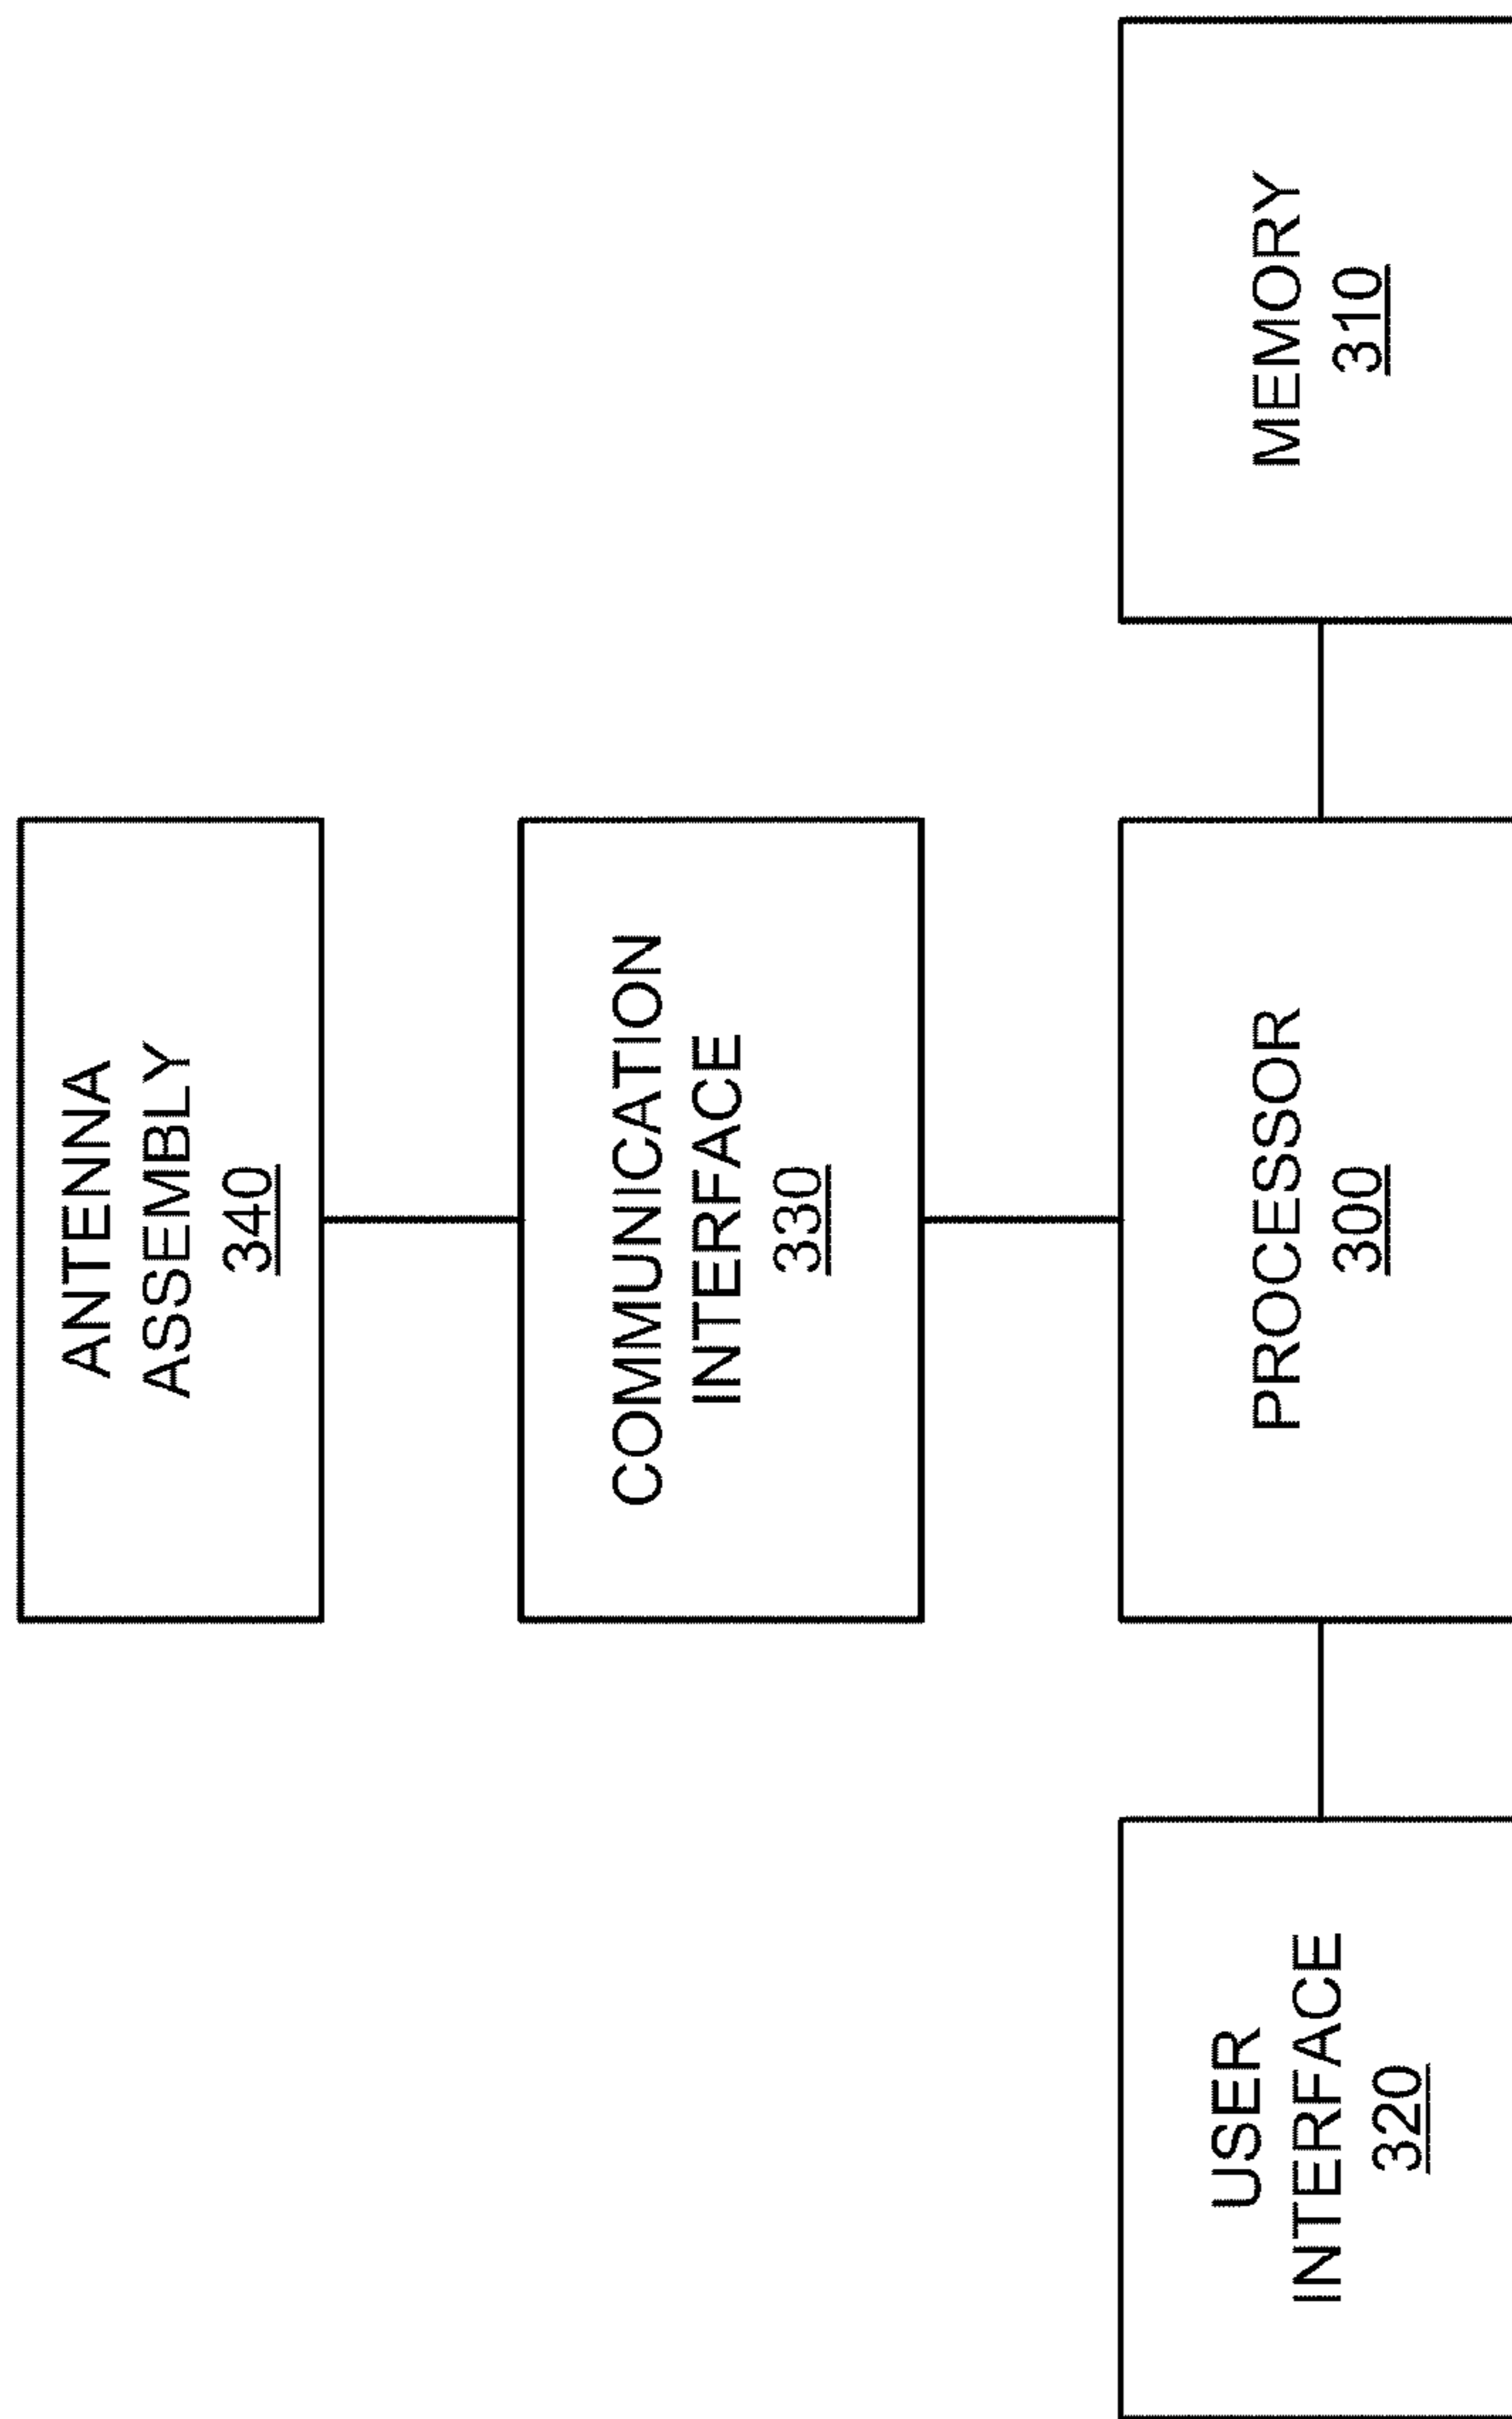 ANTENNA
ASSEMBLY
340
COMMUNICATION
INTERFACE
330
USER
INTERFACE
320
PROCESSOR
300
MEMORY
310